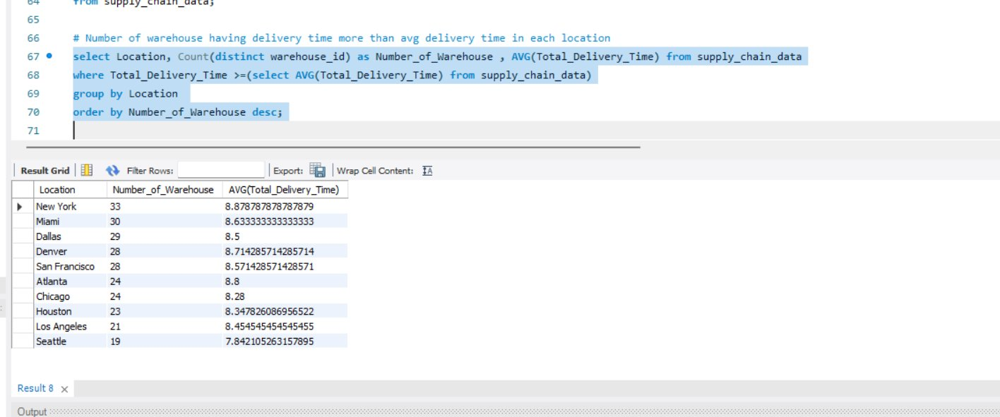 64 from supply_chain_data;
65
66 # Number of warehouse having delivery time more than avg delivery time in each location
67 select Location, Count(distinct warehouse_id) as Number_of_Warehouse , AVG(Total_Delivery_Time) from supply_chain_data
68 where Total_Delivery_Time >=(select AVG(Total_Delivery_Time) from supply_chain_data)
69 group by Location
70 order by Number_of_Warehouse desc;
71
Result Grid Filter Rows: Export: Wrap Cell Content: IA
Location Number_of_Warehouse AVG(Total_Delivery_Time)
New York 33 8.878787878787879
Miami 30 8.633333333333333
Dallas 29 8.5
Denver 28 8.714285714285714
San Francisco 28 8.571428571428571
Atlanta 24 8.8
Chicago 24 8.28
Houston 23 8.347826086956522
Los Angeles 21 8.454545454545455
Seattle 19 7.842105263157895
Result 8 ×
Output